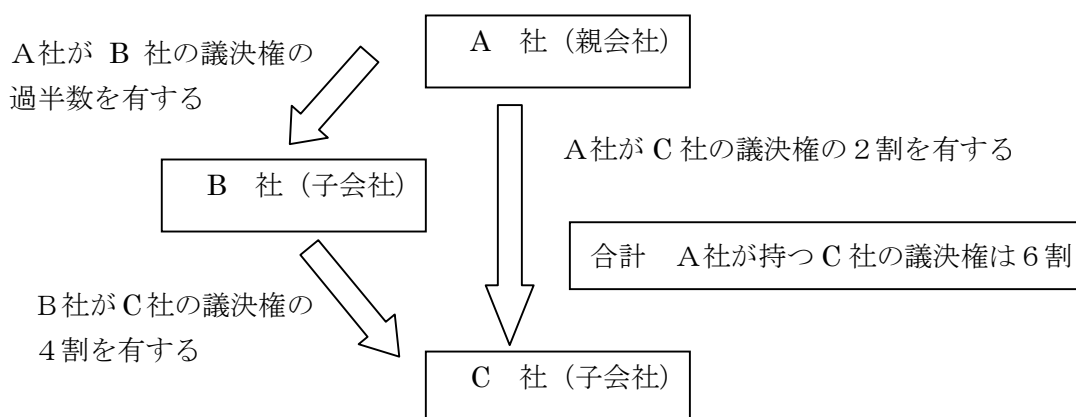 A　社（親会社）
Ａ社が B 社の議決権の
過半数を有する
Ａ社が C 社の議決権の２割を有する
B　社（子会社）
合計　Ａ社が持つ C 社の議決権は６割
Ｂ社が C 社の議決権の
４割を有する
C　社（子会社）